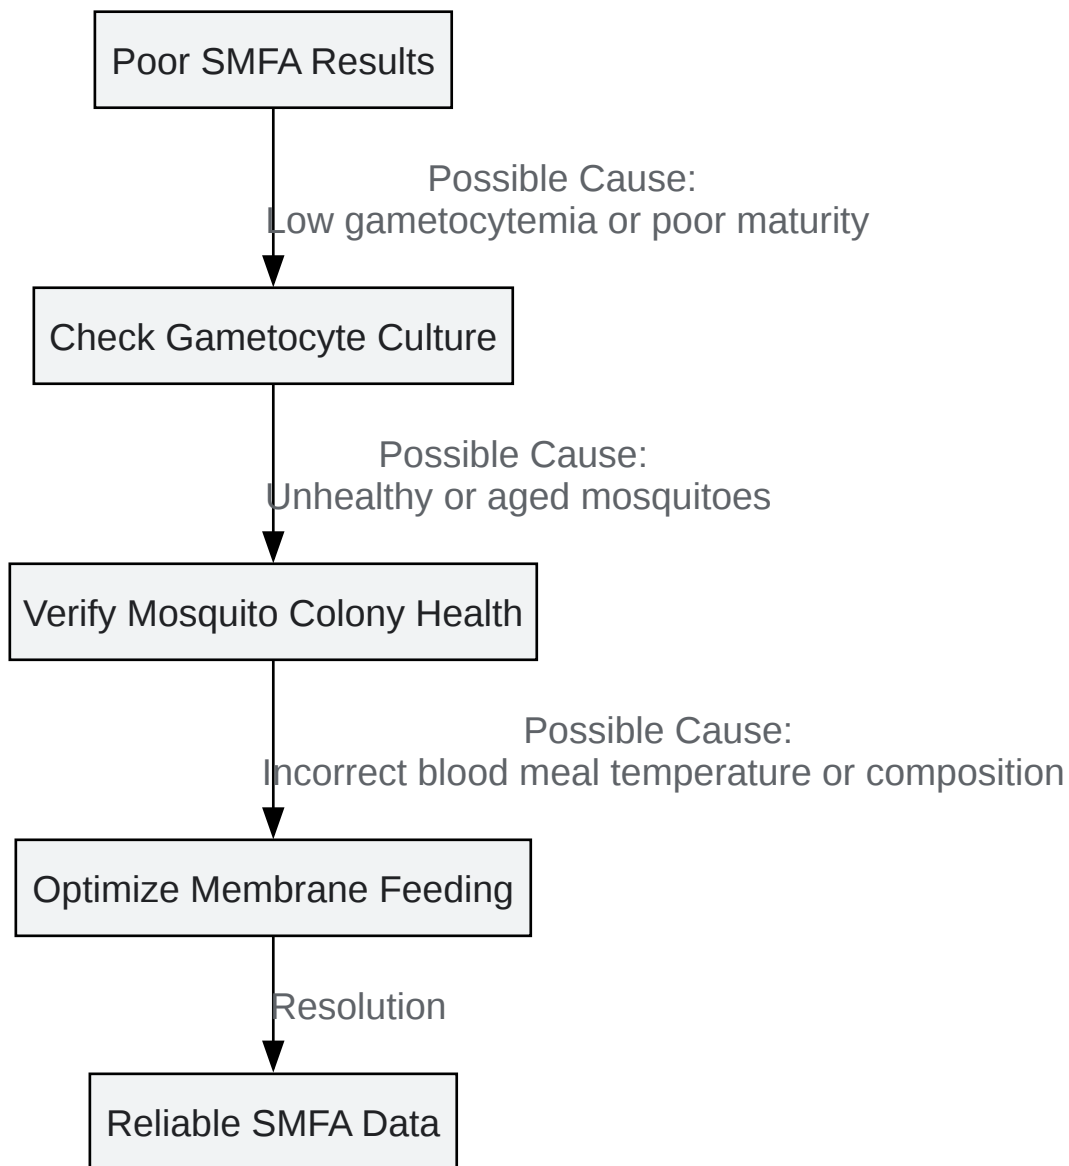 Poor SMFA Results
Possible Cause:
Low gametocytemia or poor maturity
Check Gametocyte Culture
Possible Cause:
Unhealthy or aged mosquitoes
Verify Mosquito Colony Health
Possible Cause:
Incorrect blood meal temperature or composition
Optimize Membrane Feeding
Resolution
Reliable SMFA Data